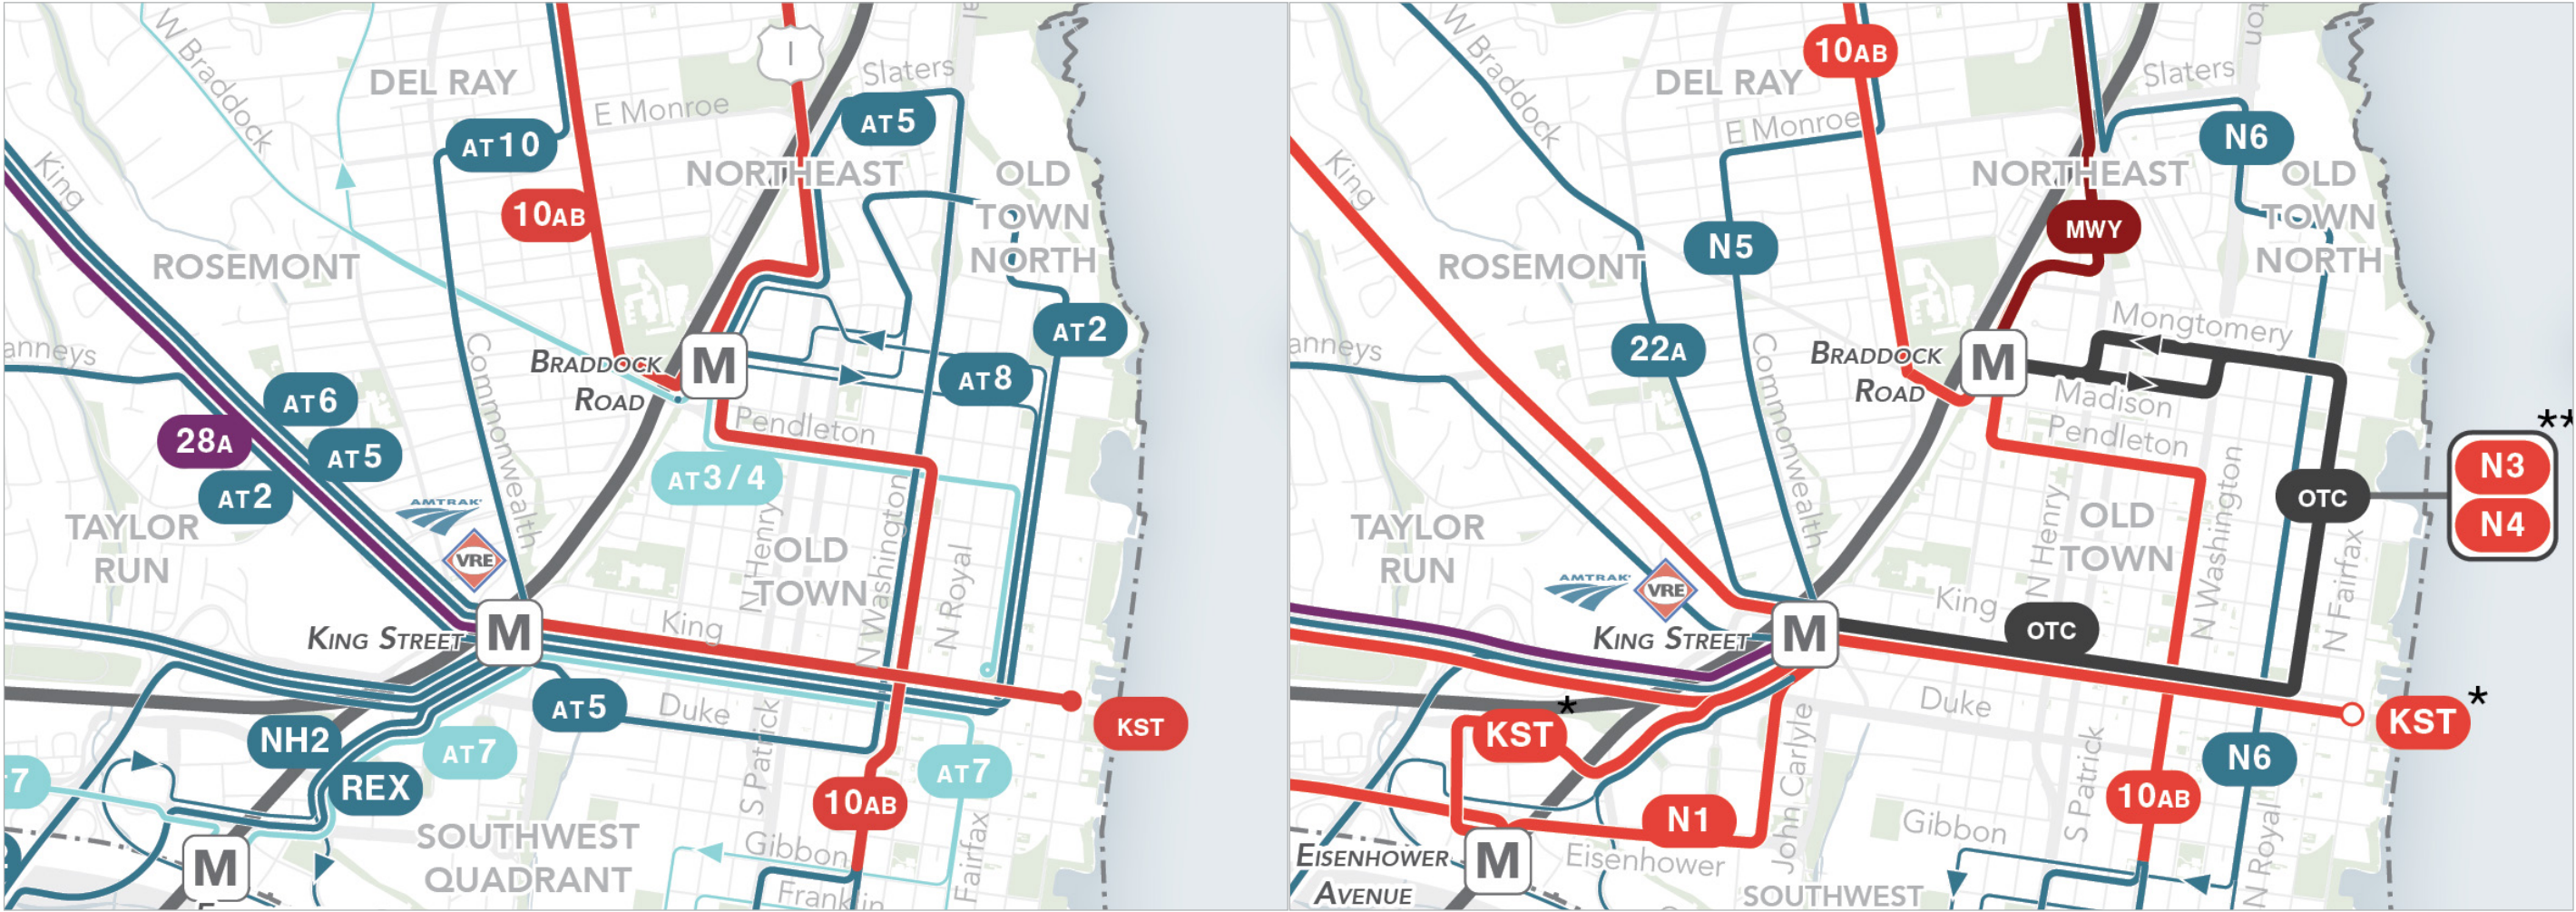 W Braddock
DEL RAY
1
Slaters
E Monroe
AT5
AT10
King
NORTHEAST
OLD
TOWN
NORTH
10AB
ROSEMONT
AT2
anneys
Commonwealth
BRADDOCK
ROAD
M
AT8
AT6
28A
AT5
AT2
Pendleton
AT3/4
AMTRAK
VRE
TAYLOR
RUN
N Henry
OLD
TOWN
N Washington
N Royal
KING STREET
M
King
AT5
Duke
KST
NH2
AT7
REX
7
S Patrick
AT7
10AB
SOUTHWEST
QUADRANT
M
Gibbon
Fairfax
Franklin
W Braddock
10AB
DEL RAY
Slaters
E Monroe
N6
King
NORTHEAST
OLD
TOWN
NORTH
MWY
N5
ROSEMONT
22A
anneys
Commonwealth
BRADDOCK
ROAD
M
Mongtomery
Madison
Pendleton
**
N3
N4
OTC
TAYLOR
RUN
AMTRAK
VRE
N Henry
OLD
TOWN
N Washington
N Fairfax
KING STREET
M
King
OTC
KST*
Duke
KST*
N6
John Carlyle
S Patrick
10AB
N1
Gibbon
N Royal
EISENHOWER
AVENUE
M
Eisenhower
SOUTHWEST